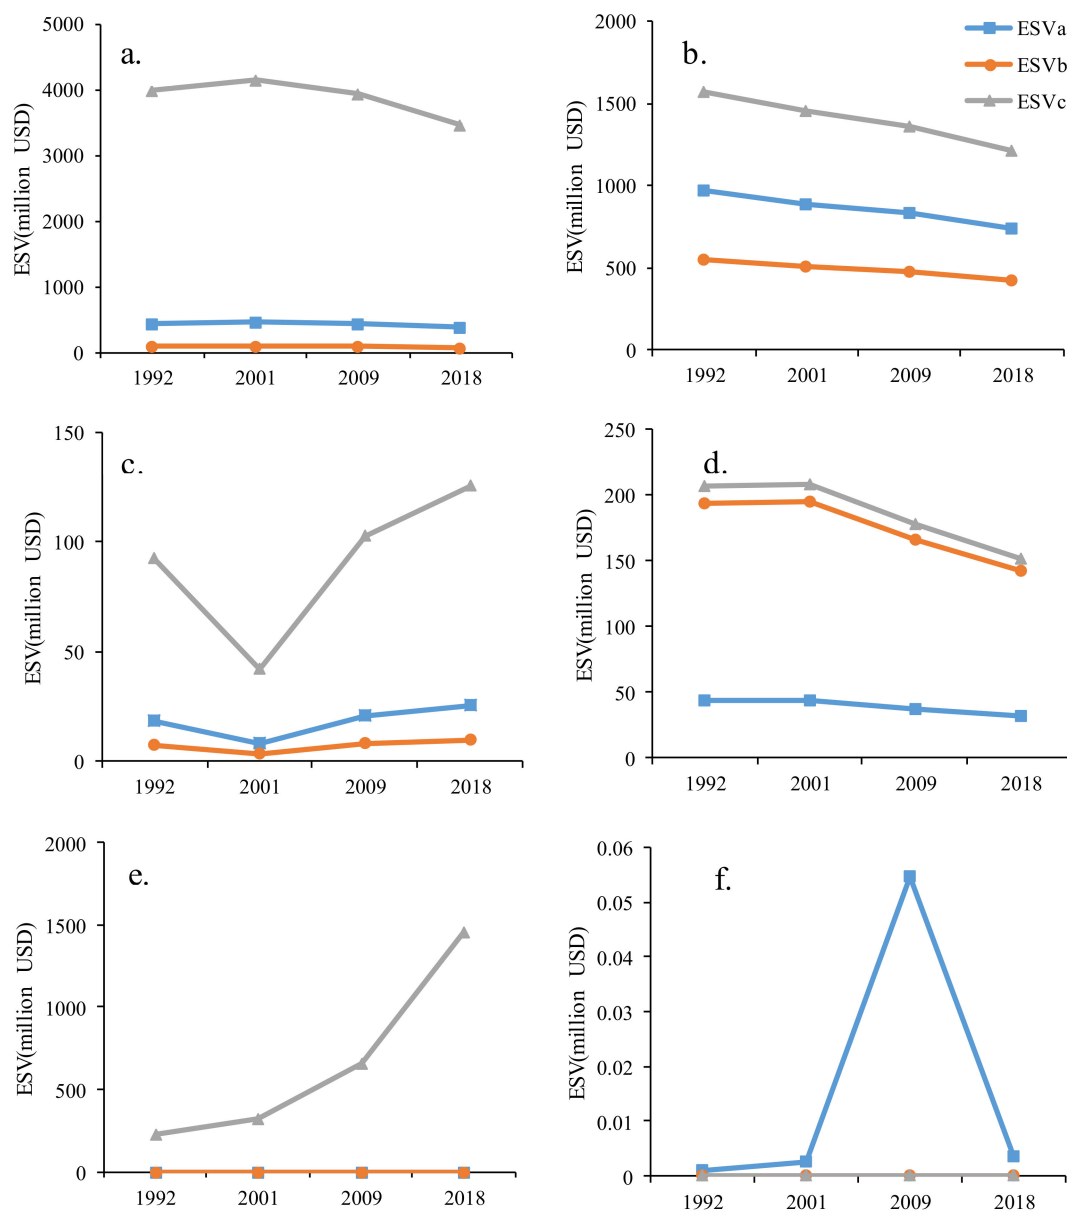 a.
ESV(million USD)
5000
4000
3000
2000
1000
0
1992 2001 2009 2018
b.
ESV(million USD)
2000
1500
1000
500
0
1992 2001 2009 2018
ESVa
ESVb
ESVc
c.
ESV(million USD)
150
100
50
0
1992 2001 2009 2018
d.
ESV(million USD)
250
200
150
100
50
0
1992 2001 2009 2018
e.
ESV(million USD)
2000
1500
1000
500
0
1992 2001 2009 2018
f.
ESV(million USD)
0.06
0.05
0.04
0.03
0.02
0.01
0
1992 2001 2009 2018